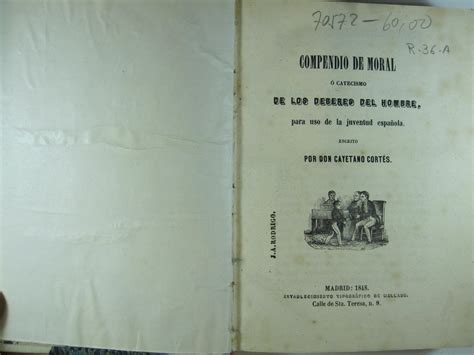 70572-60,00
R-36-A
COMPENDIO DE MORAL
Ó CATECISMO
DE LOS DEBERES DEL HOMBRE,
para uso de la juventud española.
ESCRITO
POR DON CAYETANO CORTÉS.
J.A.RODRIGO.
MADRID: 1848.
ESTABLECIMIENTO TIPOGRÁFICO DE MELLADO.
Calle de Sta. Teresa, n. 8.